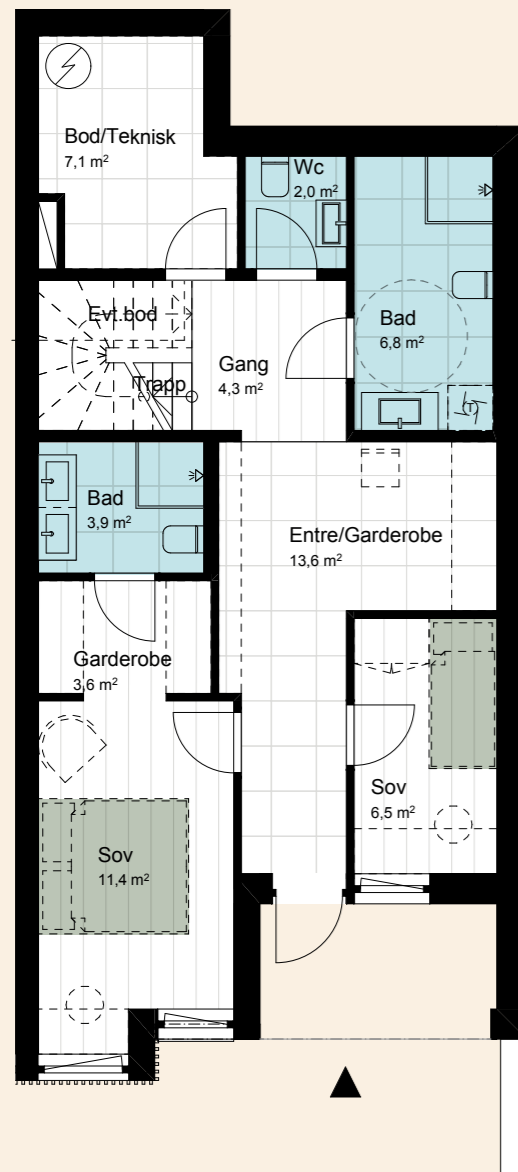 Bod/Teknisk
7,1 m²
Wc
2,0 m²
Evt.bod
Bad
6,8 m²
Gang
4,3 m²
Trapp
T
Bad
3,9 m²
Entre/Garderobe
13,6 m²
Garderobe
3,6 m²
Sov
6,5 m²
Sov
11,4 m²